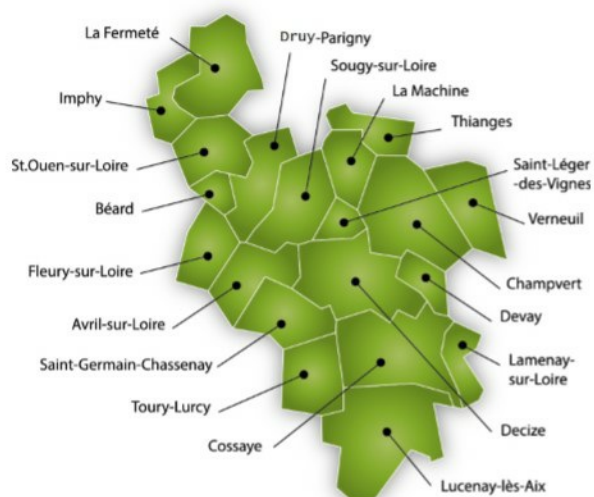 La Fermeté
Druy-Parigny
Sougy-sur-Loire
La Machine
Imphy
Thianges
St.Ouen-sur-Loire
Saint-Léger
-des-Vignes
Béard
Verneuil
Fleury-sur-Loire
Champvert
Devay
Avril-sur-Loire
Saint-Germain-Chassenay
Lamenay-
sur-Loire
Toury-Lurcy
Decize
Cossaye
Lucenay-lès-Aix